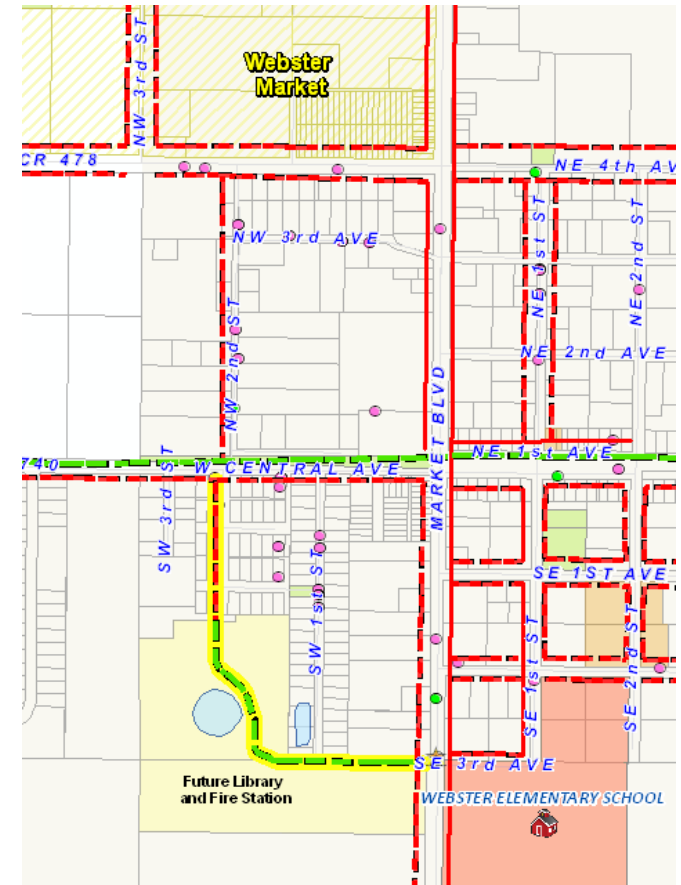 NW 3rd ST
Webster
Market
CR 478
NE 4th AV
NW 3rd AVE
NE 1st ST
NE 2nd ST
NW 2nd ST
NE 2nd AVE
MARKET BLVD
740
W CENTRAL AVE
NE 1st AVE
SW 3rd ST
SE 1ST AVE
SW 1st ST
SE 1st ST
SE 2nd ST
SE 3rd AVE
Future Library
and Fire Station
WEBSTER ELEMENTARY SCHOOL